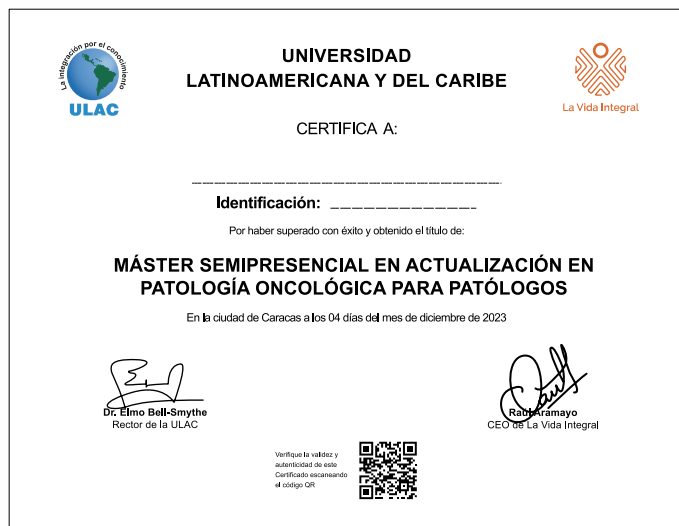 La integración por el conocimiento
ULAC
UNIVERSIDAD
LATINOAMERICANA Y DEL CARIBE
La Vida Integral
CERTIFICA A:
Identificación:
Por haber superado con éxito y obtenido el título de:
MÁSTER SEMIPRESENCIAL EN ACTUALIZACIÓN EN
PATOLOGÍA ONCOLÓGICA PARA PATÓLOGOS
En la ciudad de Caracas a los 04 días del mes de diciembre de 2023
Dr. Elmo Bell-Smythe
Rector de la ULAC
Raúl Aramayo
CEO de La Vida Integral
Verifique la validez y
autenticidad de este
Certificado escaneando
el código QR